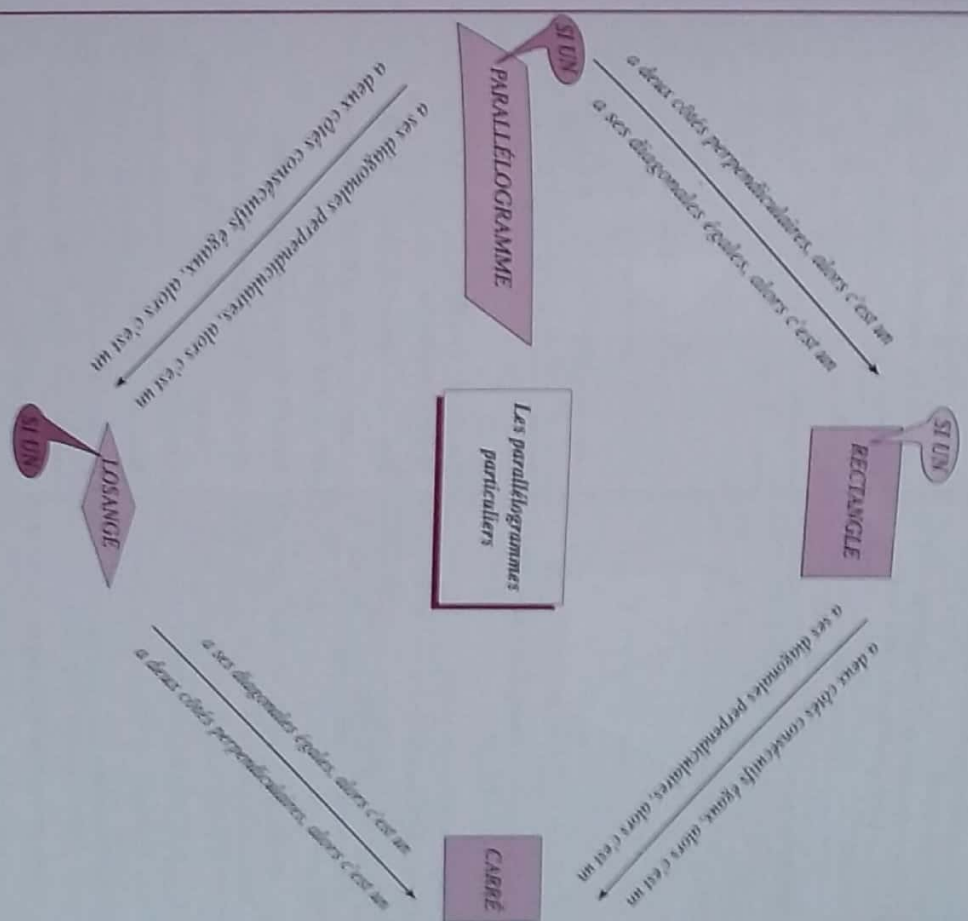 SI UN
PARALLÉLOGRAMME
a deux côtés perpendiculaires, alors c'est un
a ses diagonales égales, alors c'est un
SI UN
RECTANGLE
a deux côtés consécutifs égaux, alors c'est un
a ses diagonales perpendiculaires, alors c'est un
Les parallélogrammes
particuliers
a ses diagonales perpendiculaires, alors c'est un
a deux côtés consécutifs égaux, alors c'est un
SI UN
LOSANGE
a ses diagonales égales, alors c'est un
a deux côtés perpendiculaires, alors c'est un
CARRÉ